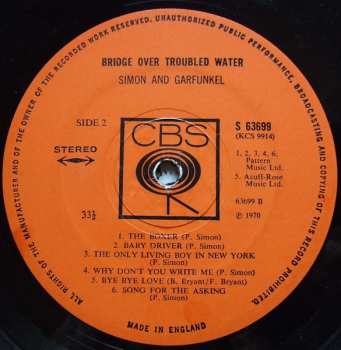 ALL RIGHTS OF THE MANUFACTURER AND OF THE OWNER OF THE RECORDED WORK RESERVED. UNAUTHORIZED PUBLIC PERFORMANCE, BROADCASTING AND COPYING OF THIS RECORD PROHIBITED.
BRIDGE OVER TROUBLED WATER
SIMON AND GARFUNKEL
SIDE 2
CBS
S 63699
(KCS 9914)
STEREO
1, 2, 3, 4, 6,
Pattern
Music Ltd.
5, Acuff-Rose
Music Ltd.
33⅓
63699 B
℗ 1970
1. THE BOXER (P. Simon)
2. BABY DRIVER (P. Simon)
3. THE ONLY LIVING BOY IN NEW YORK
(P. Simon)
4. WHY DON'T YOU WRITE ME (P. Simon)
5. BYE BYE LOVE (B. Bryant/F. Bryant)
6. SONG FOR THE ASKING
(P. Simon)
MADE IN ENGLAND